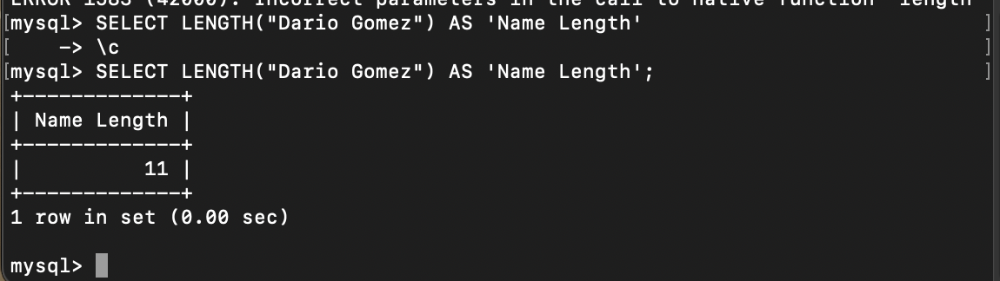 ERROR 1583 (42000): Incorrect parameters in the call to native function 'length'
[mysql> SELECT LENGTH("Dario Gomez") AS 'Name Length' ]
[    -> \c ]
[mysql> SELECT LENGTH("Dario Gomez") AS 'Name Length'; ]
+-------------+
| Name Length |
+-------------+
|          11 |
+-------------+
1 row in set (0.00 sec)
mysql>